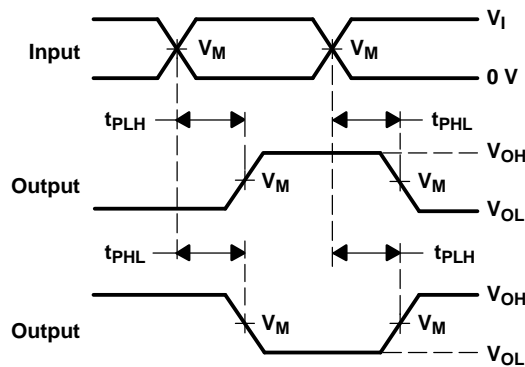 V_I
Input V_M V_M
0 V
t_PLH t_PHL
V_OH
Output V_M V_M
V_OL
t_PHL t_PLH
V_OH
Output V_M V_M
V_OL